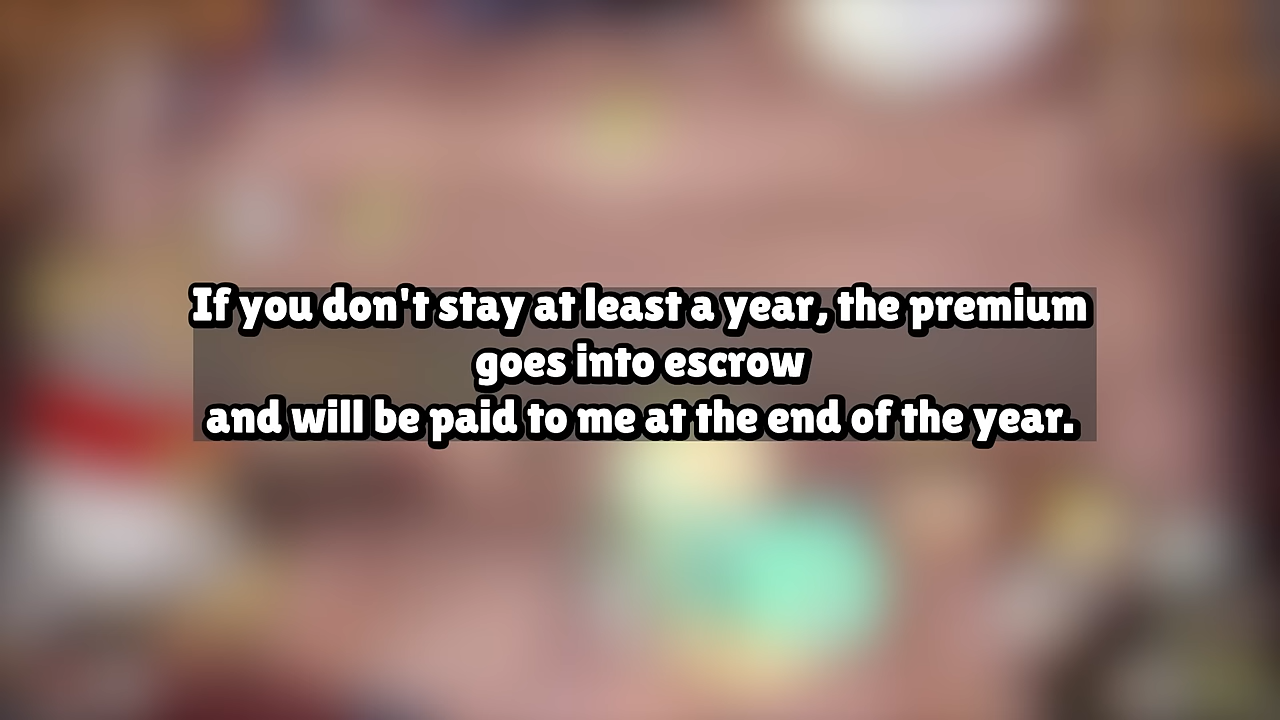 If you don't stay at least a year, the premium
goes into escrow
and will be paid to me at the end of the year.